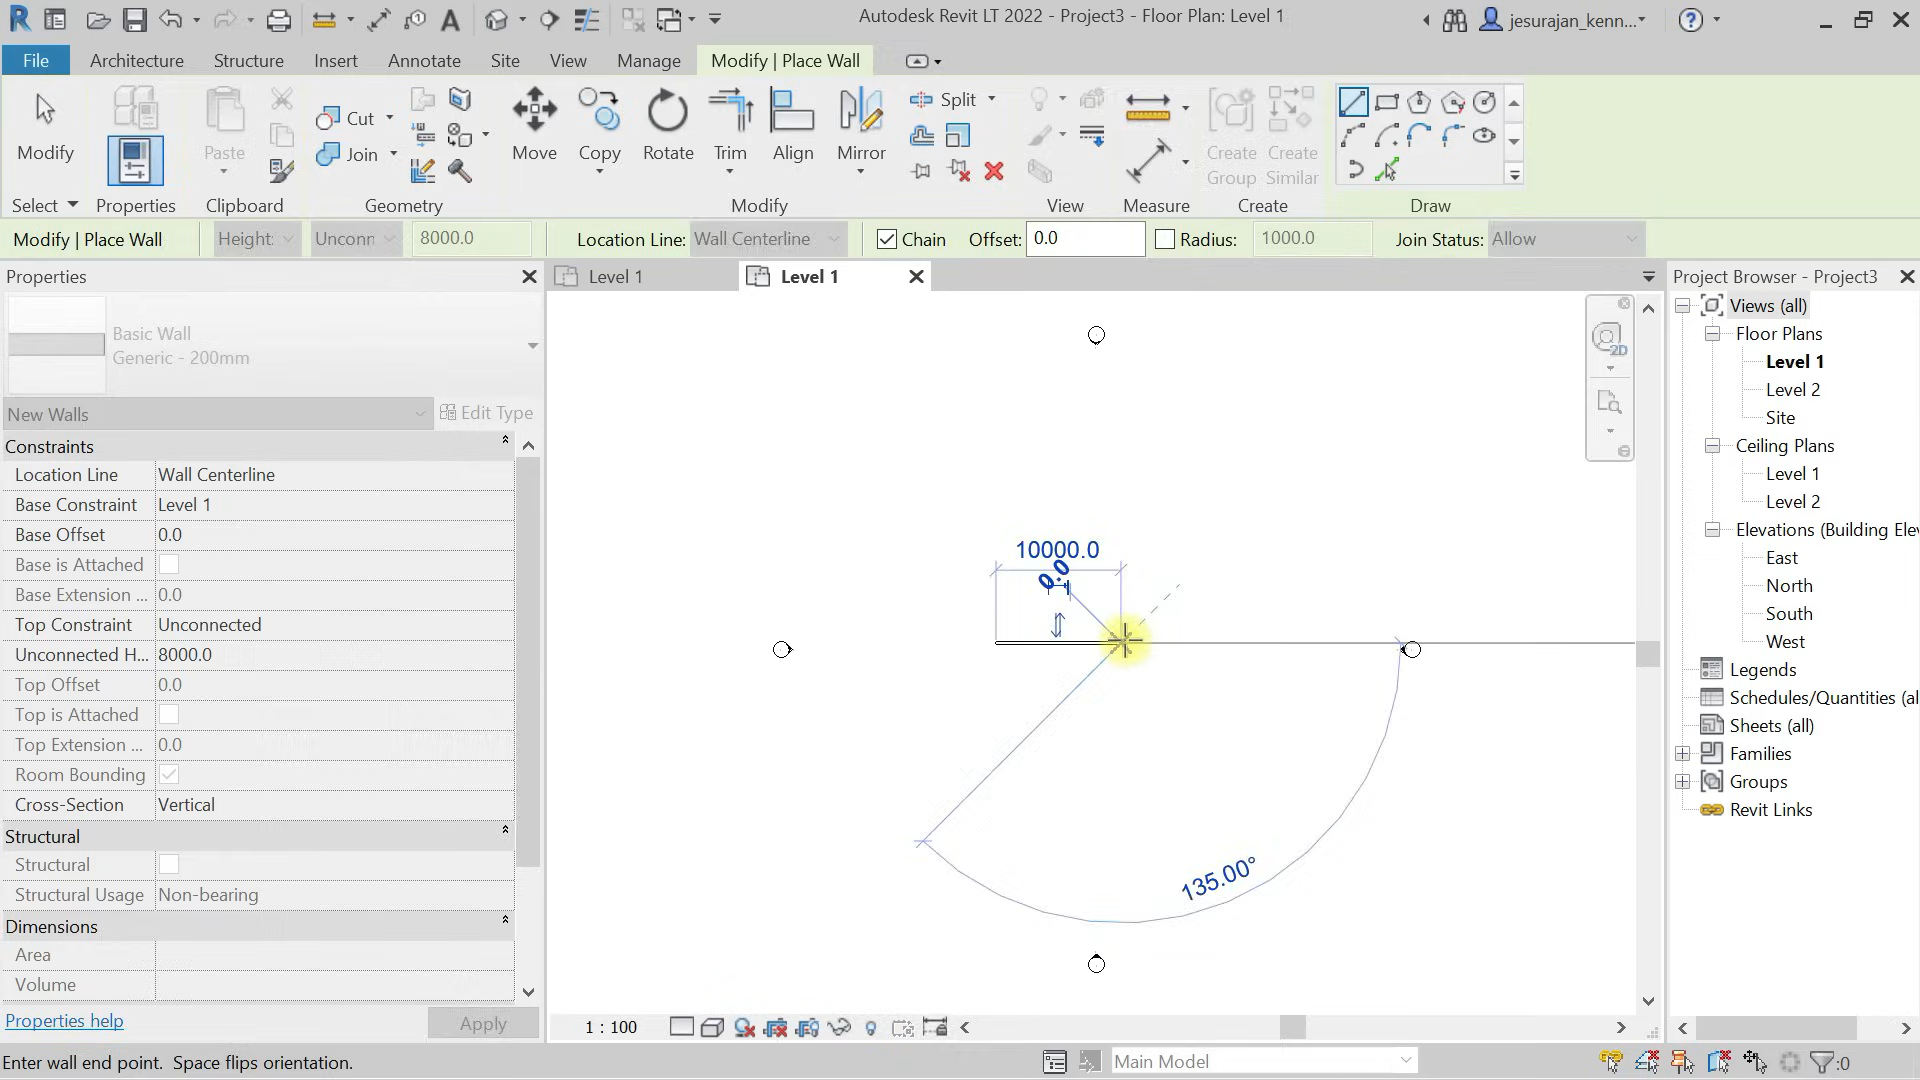 Autodesk Revit LT 2022 - Project3 - Floor Plan: Level 1
jesurajan_kenn...
File
Architecture
Structure
Insert
Annotate
Site
View
Manage
Modify | Place Wall
Modify
Paste
Cut
Join
Move
Copy
Rotate
Trim
Align
Mirror
Split
Create
Group
Create
Similar
Select
Properties
Clipboard
Geometry
Modify
View
Measure
Create
Draw
Modify | Place Wall
Height:
Unconn
8000.0
Location Line:
Wall Centerline
Chain
Offset:
0.0
Radius:
1000.0
Join Status:
Allow
Properties
Basic Wall
Generic - 200mm
New Walls
Edit Type
Constraints
Location Line
Wall Centerline
Base Constraint
Level 1
Base Offset
0.0
Base is Attached
Base Extension ...
0.0
Top Constraint
Unconnected
Unconnected H...
8000.0
Top Offset
0.0
Top is Attached
Top Extension ...
0.0
Room Bounding
Cross-Section
Vertical
Structural
Structural
Structural Usage
Non-bearing
Dimensions
Area
Volume
Properties help
Apply
Level 1
Level 1
2D
10000.0
0.0
135.00°
1 : 100
Project Browser - Project3
Views (all)
Floor Plans
Level 1
Level 2
Site
Ceiling Plans
Level 1
Level 2
Elevations (Building Ele
East
North
South
West
Legends
Schedules/Quantities (al
Sheets (all)
Families
Groups
Revit Links
Enter wall end point.  Space flips orientation.
Main Model
:0